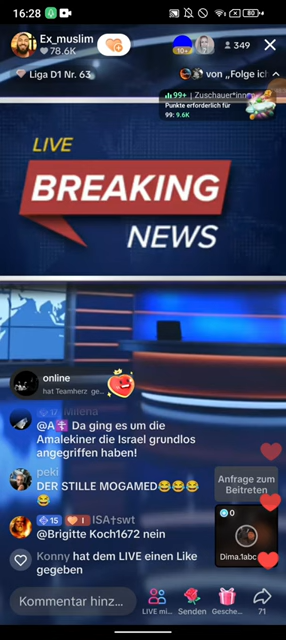 16:28
80
Ex_muslim
78.6K
10+
349
Liga D1 Nr. 63
von „Folge ich
99+ | Zuschauer*innen
Punkte erforderlich für
99: 9.6K
LIVE
BREAKING
NEWS
online
hat Teamherz ge...
Milena
@A✝️ Da ging es um die
Amalekiner die Israel grundlos
angegriffen haben!
peki
DER STILLE MOGAMED😂😂😂
😂
15 I ISA†swt
@Brigitte Koch1672 nein
Konny hat dem LIVE einen Like
gegeben
Anfrage zum
Beitreten
0
Dima.1abc
Kommentar hinz...
LIVE mi...
Senden
Gesche...
71